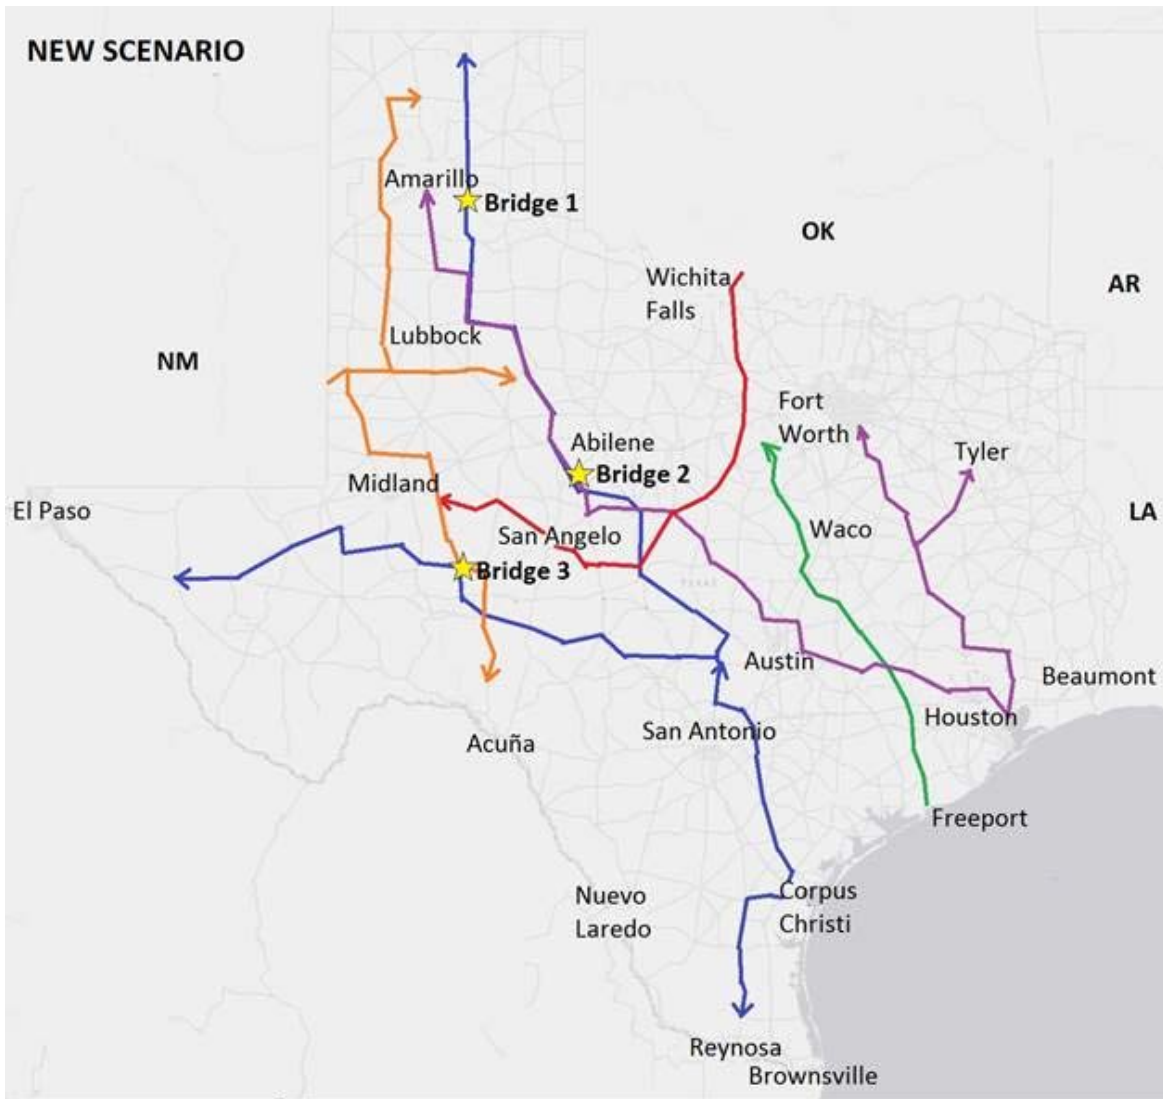 NEW SCENARIO
Amarillo
Bridge 1
OK
Wichita
Falls
AR
Lubbock
NM
Fort
Worth
Abilene
Tyler
Bridge 2
Midland
El Paso
LA
San Angelo
Waco
Bridge 3
TEXAS
Austin
Beaumont
Houston
San Antonio
Acuña
Freeport
Nuevo
Laredo
Corpus
Christi
Reynosa
Brownsville